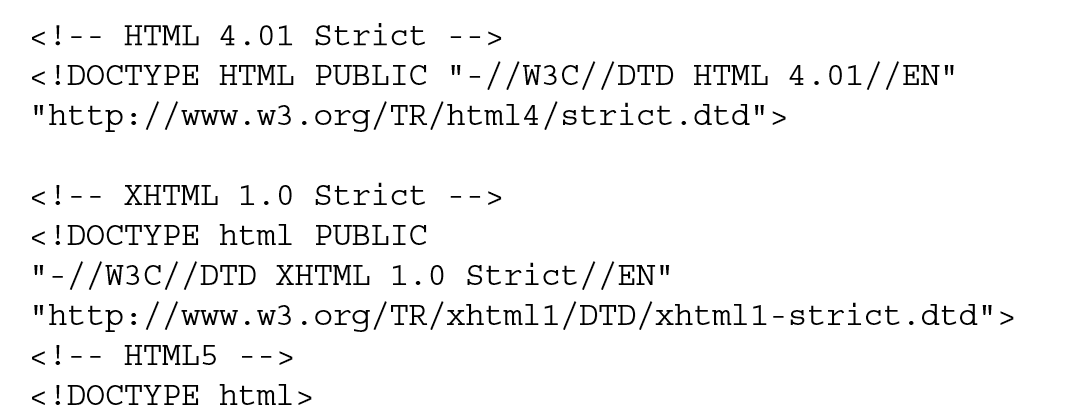 <!-- HTML 4.01 Strict -->
<!DOCTYPE HTML PUBLIC "-//W3C//DTD HTML 4.01//EN"
"http://www.w3.org/TR/html4/strict.dtd">

<!-- XHTML 1.0 Strict -->
<!DOCTYPE html PUBLIC
"-//W3C//DTD XHTML 1.0 Strict//EN"
"http://www.w3.org/TR/xhtml1/DTD/xhtml1-strict.dtd">
<!-- HTML5 -->
<!DOCTYPE html>